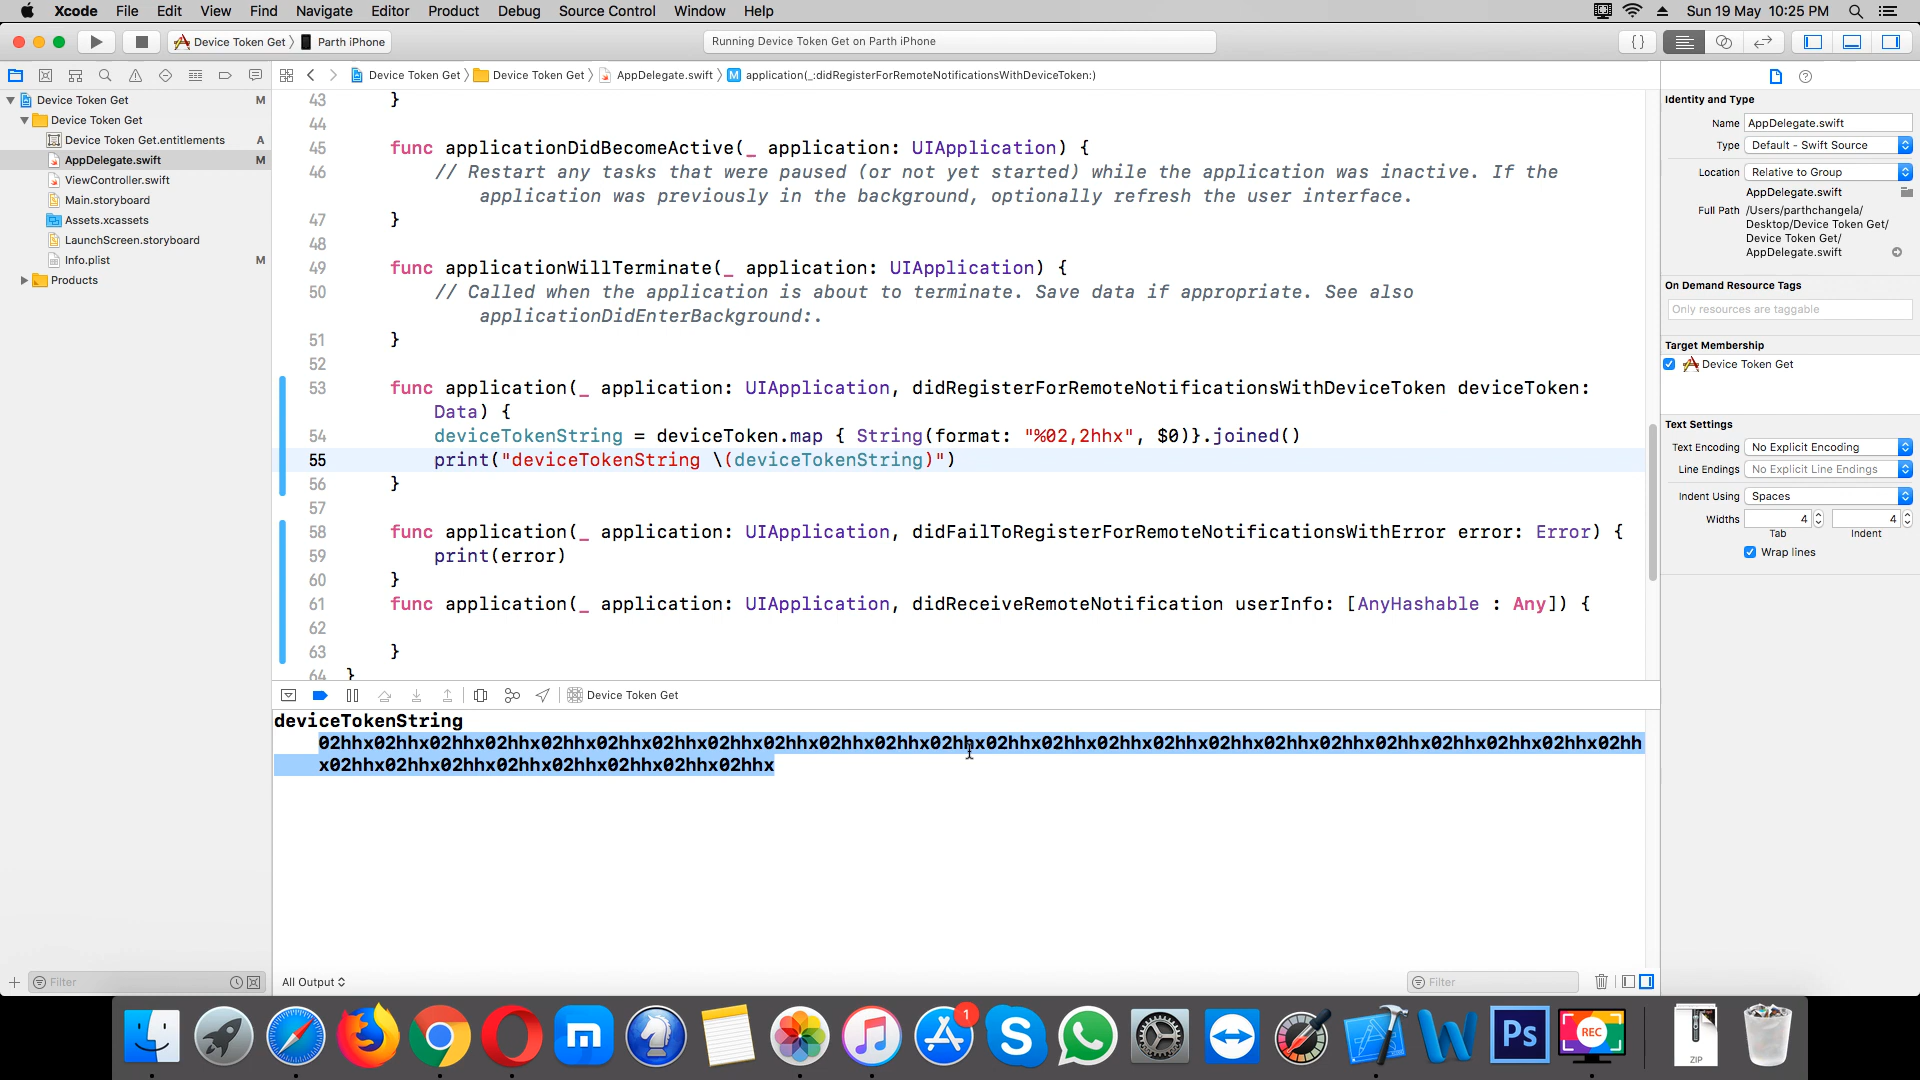 Xcode File Edit View Find Navigate Editor Product Debug Source Control Window Help Sun 19 May 10:25 PM
Device Token Get Parth iPhone Running Device Token Get on Parth iPhone {}
Device Token Get Device Token Get AppDelegate.swift M application(_:didRegisterForRemoteNotificationsWithDeviceToken:)
Device Token Get M
Device Token Get
Device Token Get.entitlements A
AppDelegate.swift M
ViewController.swift
Main.storyboard
Assets.xcassets
LaunchScreen.storyboard
Info.plist M
Products
Filter
43 }
44
45 func applicationDidBecomeActive(_ application: UIApplication) {
46 // Restart any tasks that were paused (or not yet started) while the application was inactive. If the
application was previously in the background, optionally refresh the user interface.
47 }
48
49 func applicationWillTerminate(_ application: UIApplication) {
50 // Called when the application is about to terminate. Save data if appropriate. See also
applicationDidEnterBackground:.
51 }
52
53 func application(_ application: UIApplication, didRegisterForRemoteNotificationsWithDeviceToken deviceToken:
Data) {
54 deviceTokenString = deviceToken.map { String(format: "%02,2hhx", $0)}.joined()
55 print("deviceTokenString \(deviceTokenString)")
56 }
57
58 func application(_ application: UIApplication, didFailToRegisterForRemoteNotificationsWithError error: Error) {
59 print(error)
60 }
61 func application(_ application: UIApplication, didReceiveRemoteNotification userInfo: [AnyHashable : Any]) {
62
63 }
64 }
Device Token Get
deviceTokenString
02hhx02hhx02hhx02hhx02hhx02hhx02hhx02hhx02hhx02hhx02hhx02hhx02hhx02hhx02hhx02hhx02hhx02hhx02hhx02hhx02hhx02hhx02hhx02hh
x02hhx02hhx02hhx02hhx02hhx02hhx02hhx02hhx
All Output Filter
Identity and Type
Name AppDelegate.swift
Type Default - Swift Source
Location Relative to Group
AppDelegate.swift
Full Path /Users/parthchangela/
Desktop/Device Token Get/
Device Token Get/
AppDelegate.swift
On Demand Resource Tags
Only resources are taggable
Target Membership
Device Token Get
Text Settings
Text Encoding No Explicit Encoding
Line Endings No Explicit Line Endings
Indent Using Spaces
Widths 4 4
Tab Indent
Wrap lines
1
Ps
REC
ZIP